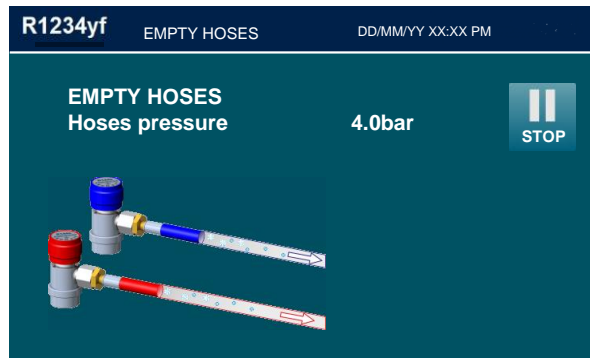 R1234yf EMPTY HOSES DD/MM/YY XX:XX PM
EMPTY HOSES
Hoses pressure 4.0bar
STOP